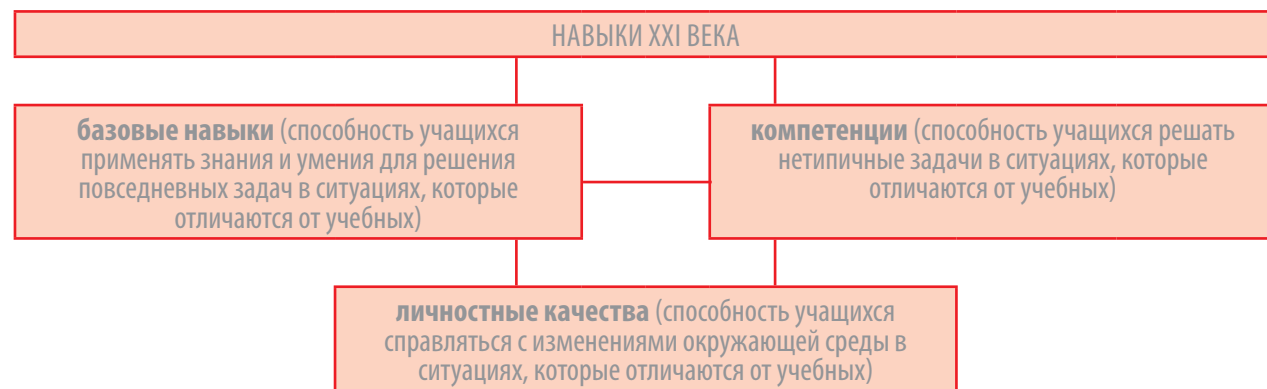 НАВЫКИ XXI ВЕКА
базовые навыки (способность учащихся
применять знания и умения для решения
повседневных задач в ситуациях, которые
отличаются от учебных)
компетенции (способность учащихся решать
нетипичные задачи в ситуациях, которые
отличаются от учебных)
личностные качества (способность учащихся
справляться с изменениями окружающей среды в
ситуациях, которые отличаются от учебных)